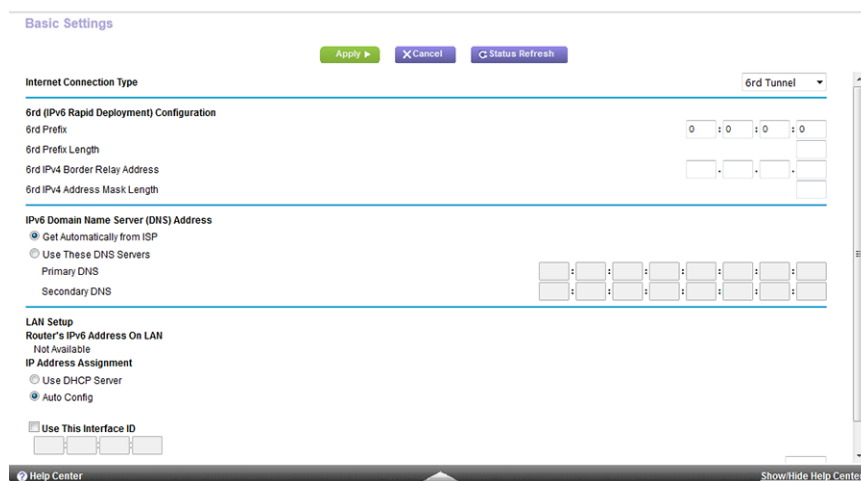 Basic Settings
Apply
Cancel
Status Refresh
Internet Connection Type 6rd Tunnel
6rd (IPv6 Rapid Deployment) Configuration
6rd Prefix 0 : 0 : 0 : 0
6rd Prefix Length
6rd IPv4 Border Relay Address . . .
6rd IPv4 Address Mask Length
IPv6 Domain Name Server (DNS) Address
Get Automatically from ISP
Use These DNS Servers
Primary DNS : : : : : : :
Secondary DNS : : : : : : :
LAN Setup
Router's IPv6 Address On LAN
Not Available
IP Address Assignment
Use DHCP Server
Auto Config
Use This Interface ID
: : :
Help Center Show/Hide Help Center